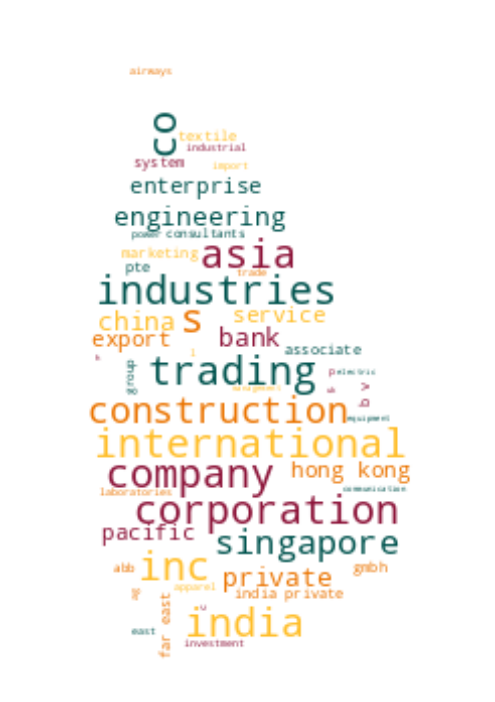 airways
co
textile
industrial
system import
enterprise
engineering
power consultants
marketing asia
pte trade
industries
china s service
export bank
associate
group trading electric
management
construction equipment
international
company hong kong
laboratories communication
corporation
pacific
singapore
abb inc gmbh
private
apparel
ag far east india private
u
india
east
investment